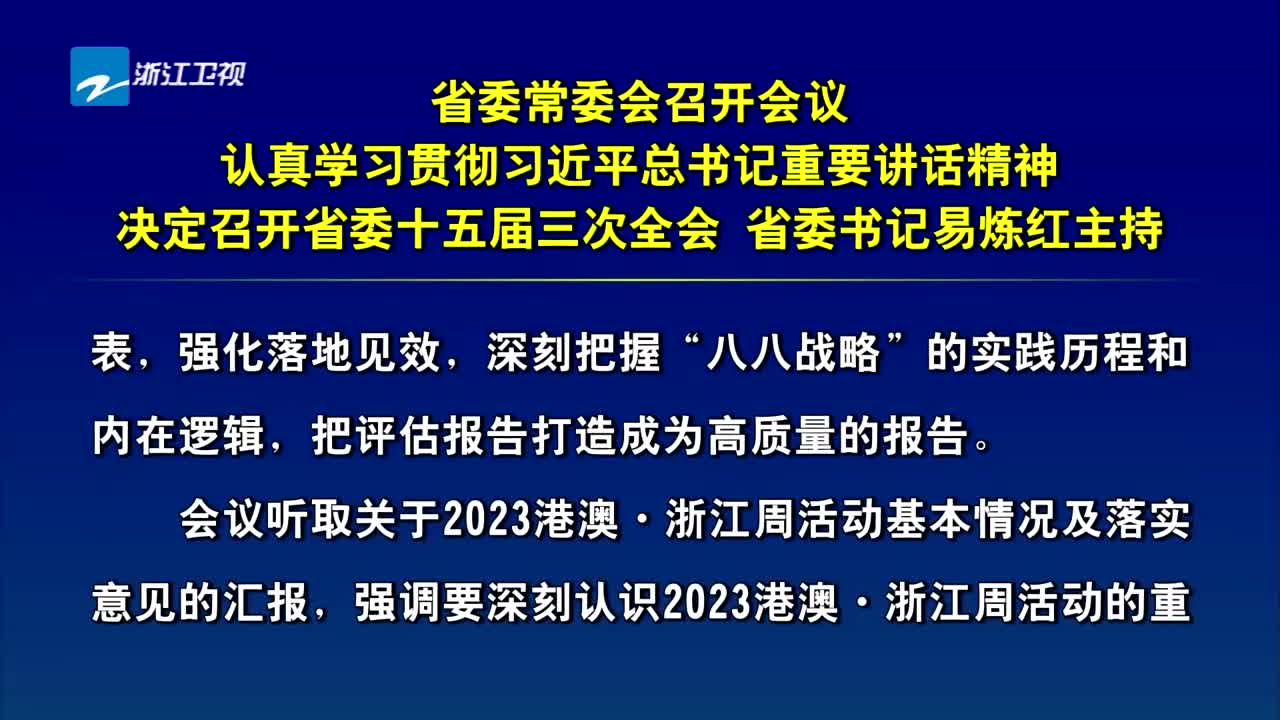 浙江卫视
省委常委会召开会议
认真学习贯彻习近平总书记重要讲话精神
决定召开省委十五届三次全会 省委书记易炼红主持
表，强化落地见效，深刻把握“八八战略”的实践历程和
内在逻辑，把评估报告打造成为高质量的报告。
会议听取关于2023港澳·浙江周活动基本情况及落实
意见的汇报，强调要深刻认识2023港澳·浙江周活动的重